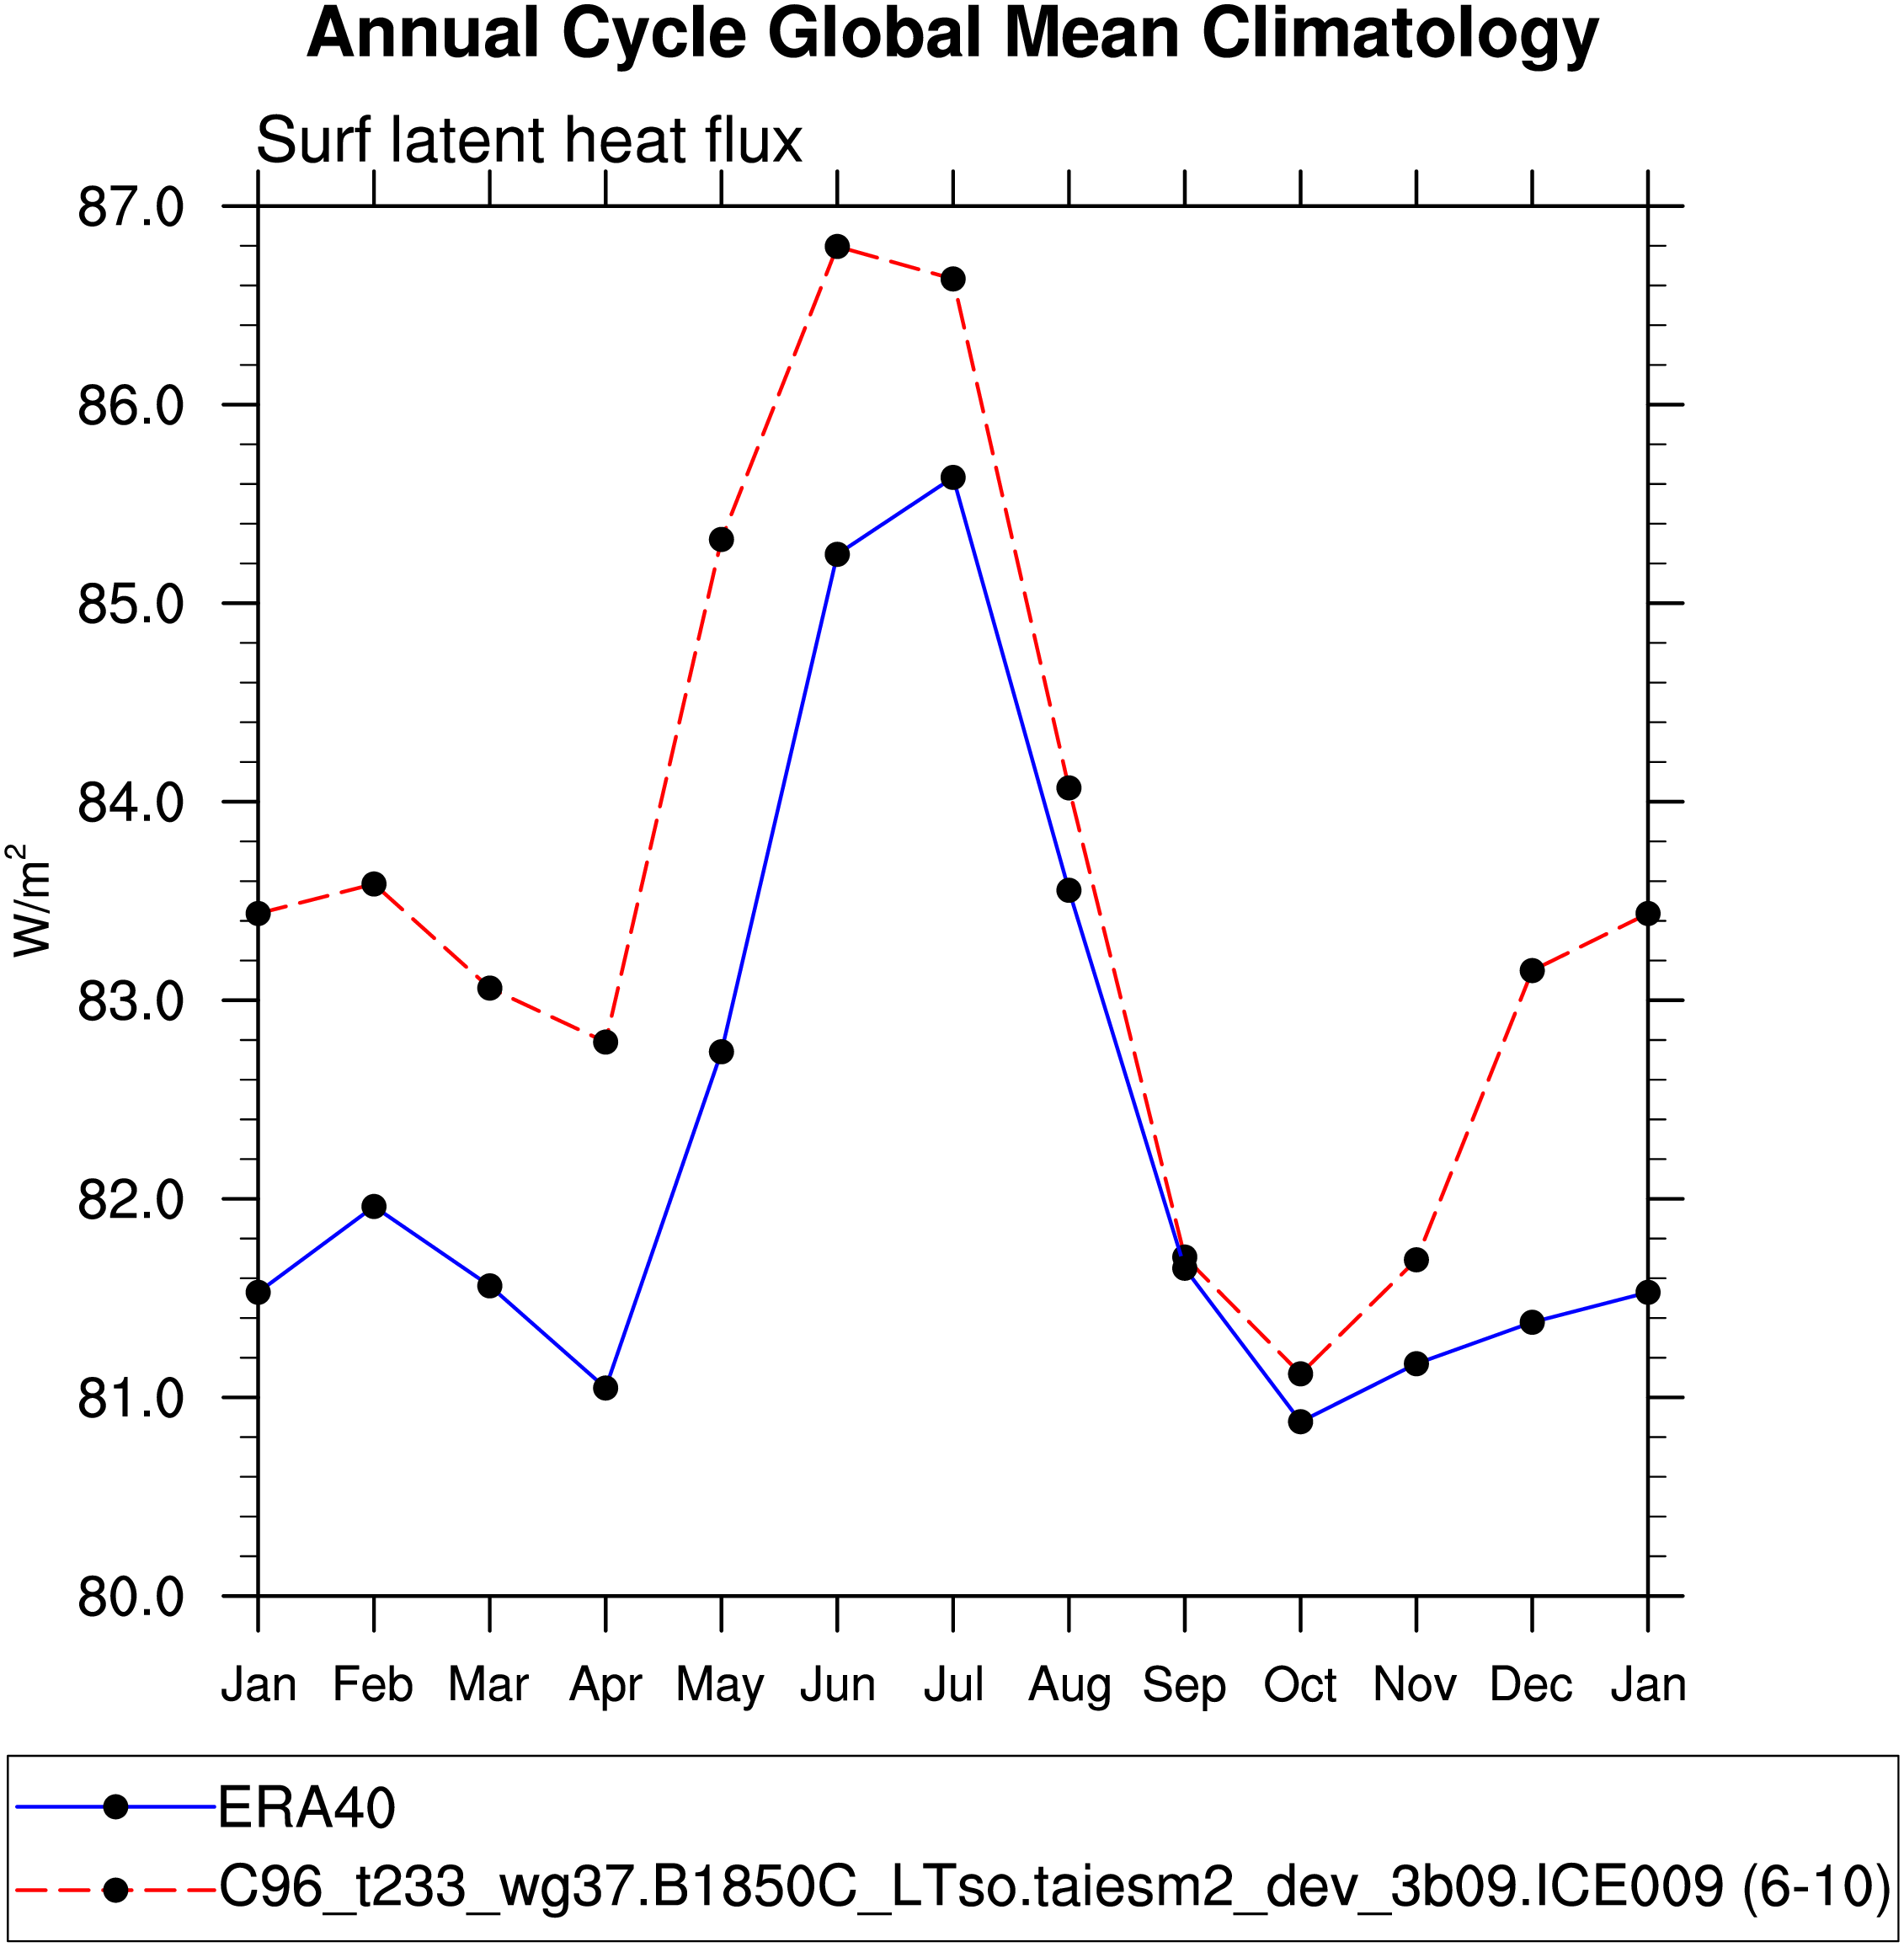 Annual Cycle Global Mean Climatology
Surf latent heat flux
87.0
86.0
85.0
84.0
83.0
82.0
81.0
80.0
W/m²
Jan Feb Mar Apr May Jun Jul Aug Sep Oct Nov Dec Jan
ERA40
C96_t233_wg37.B1850C_LTso.taiesm2_dev_3b09.ICE009 (6-10)